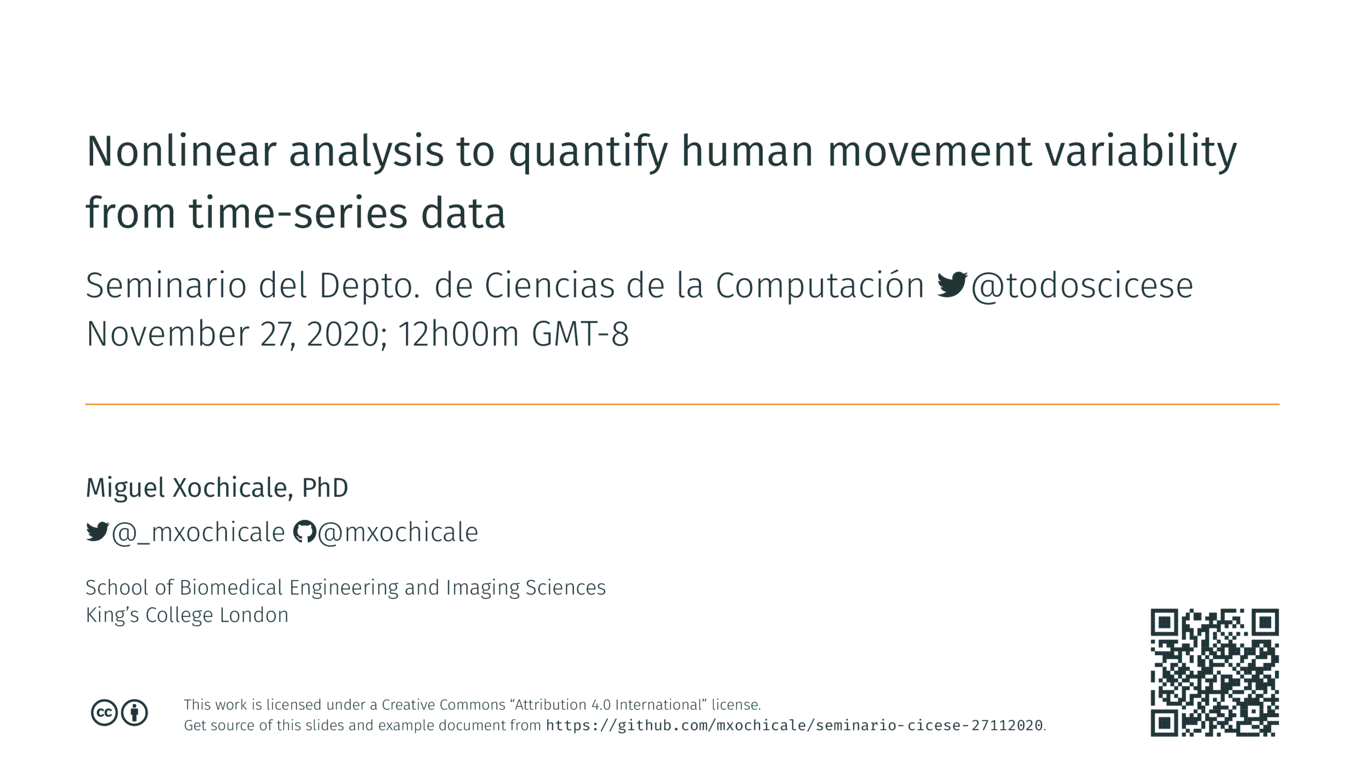 Nonlinear analysis to quantify human movement variability
from time-series data
Seminario del Depto. de Ciencias de la Computación @todoscicese
November 27, 2020; 12h00m GMT-8
Miguel Xochicale, PhD
@_mxochicale @mxochicale
School of Biomedical Engineering and Imaging Sciences
King's College London
cc
This work is licensed under a Creative Commons “Attribution 4.0 International” license.
Get source of this slides and example document from https://github.com/mxochicale/seminario-cicese-27112020.